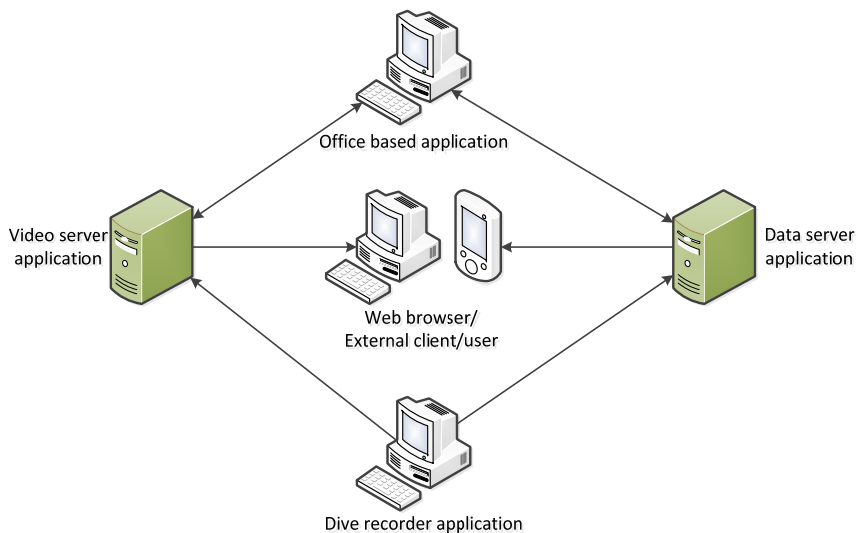 Office based application
Video server
application
Data server
application
Web browser/
External client/user
Dive recorder application